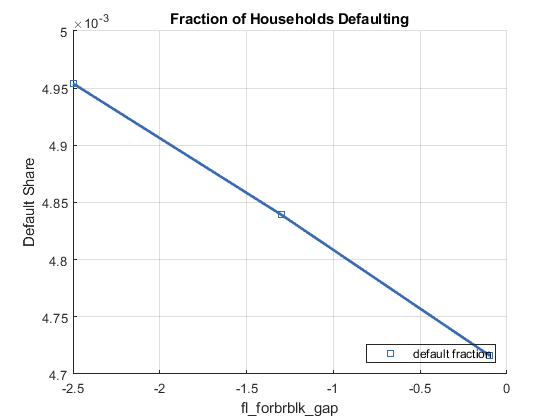 Fraction of Households Defaulting
×10⁻³
5
4.95
4.9
4.85
4.8
4.75
4.7
Default Share
default fraction
-2.5 -2 -1.5 -1 -0.5 0
fl_forbrblk_gap